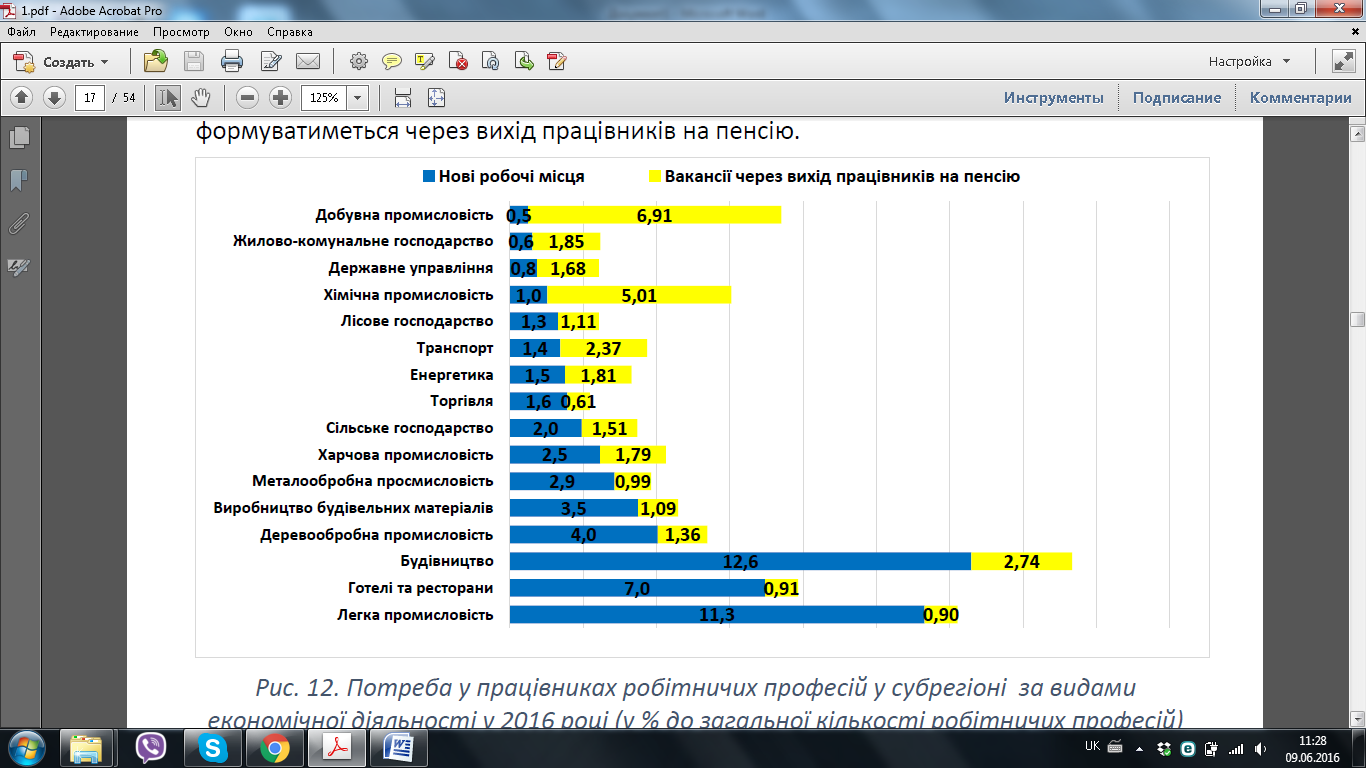 1.pdf - Adobe Acrobat Pro
Файл Редактирование Просмотр Окно Справка
Создать
Настройка
17 / 54
125%
Инструменты Подписание Комментарии
формуватиметься через вихід працівників на пенсію.
Нові робочі місця Вакансії через вихід працівників на пенсію
Добувна промисловість 0,5 6,91
Жилово-комунальне господарство 0,6 1,85
Державне управління 0,8 1,68
Хімічна промисловість 1,0 5,01
Лісове господарство 1,3 1,11
Транспорт 1,4 2,37
Енергетика 1,5 1,81
Торгівля 1,6 0,61
Сільське господарство 2,0 1,51
Харчова промисловість 2,5 1,79
Металообробна просмисловість 2,9 0,99
Виробництво будівельних матеріалів 3,5 1,09
Деревообробна промисловість 4,0 1,36
Будівництво 12,6 2,74
Готелі та ресторани 7,0 0,91
Легка промисловість 11,3 0,90
Рис. 12. Потреба у працівниках робітничих професій у субрегіоні за видами
економічної діяльності у 2016 році (у % до загальної кількості робітничих професій)
UK
11:28
09.06.2016